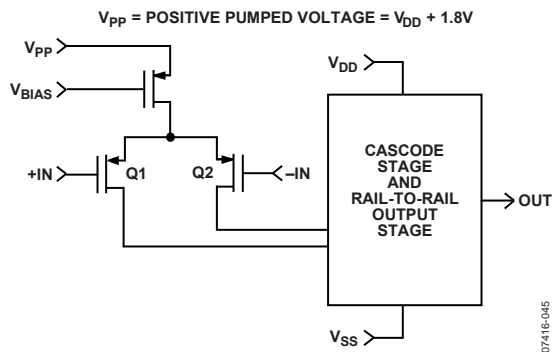 VPP = POSITIVE PUMPED VOLTAGE = VDD + 1.8V
VPP
VDD
VBIAS
+IN
Q1
Q2
–IN
CASCODE
STAGE
AND
RAIL-TO-RAIL
OUTPUT
STAGE
OUT
VSS
07416-045